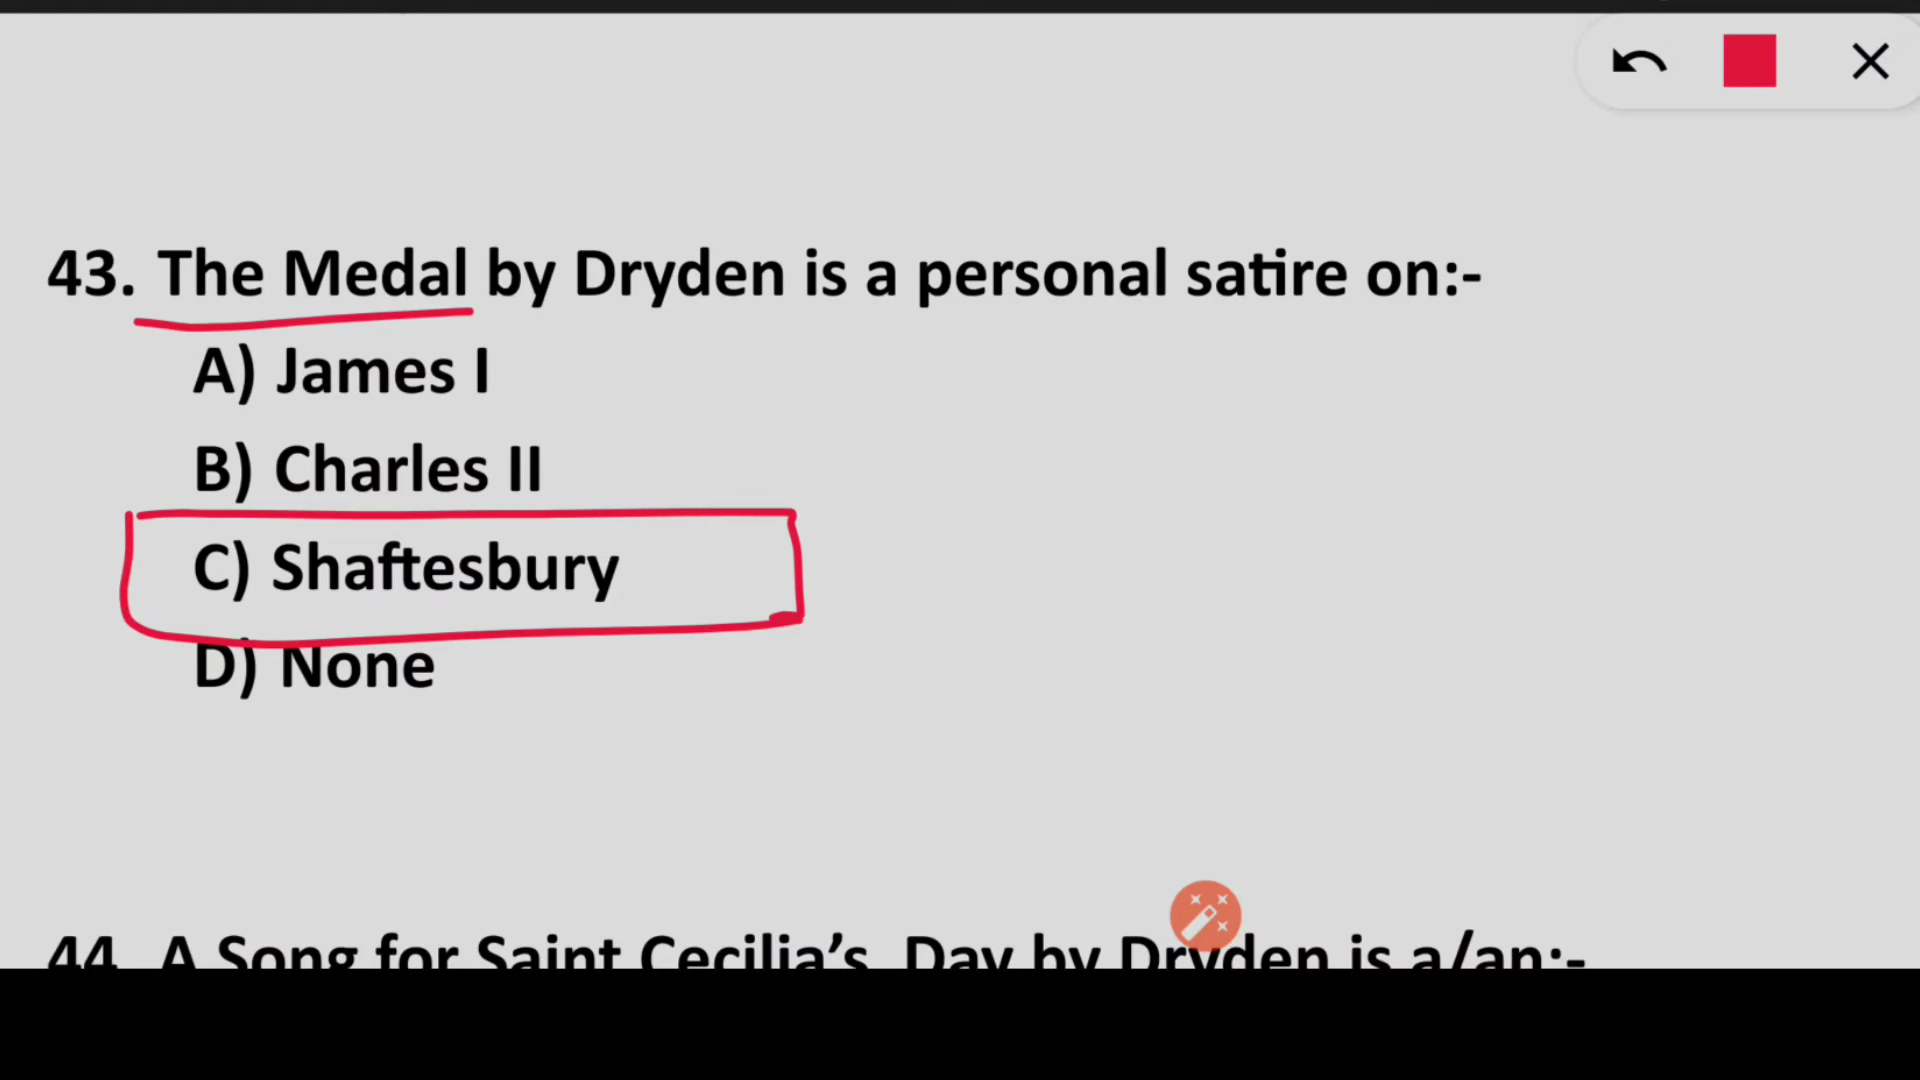 43. The Medal by Dryden is a personal satire on:-
A) James I
B) Charles II
C) Shaftesbury
D) None
44. A Song for Saint Cecilia’s Day by Dryden is a/an:-